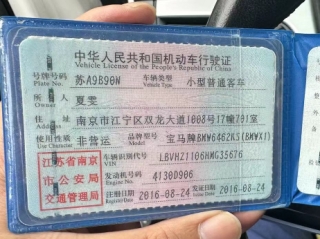 中华人民共和国机动车行驶证
Vehicle License of the People's Republic of China
号牌号码 苏A9B90W 车辆类型 小型普通客车
Plate No. Vehicle Type
所有人 夏雯
Owner
住址 南京市江宁区双龙大道1008号17幢701室
Address
使用性质 非营运 品牌型号 宝马牌BMW6462KS(BMWX1)
Use Character Model
江苏省南京市公安局交通管理局
车辆识别代号 LBVHZ1106HMG35676
VIN
发动机号码 4130D906
Engine No.
注册日期 2016-08-24 发证日期 2016-08-24
Register Date Issue Date